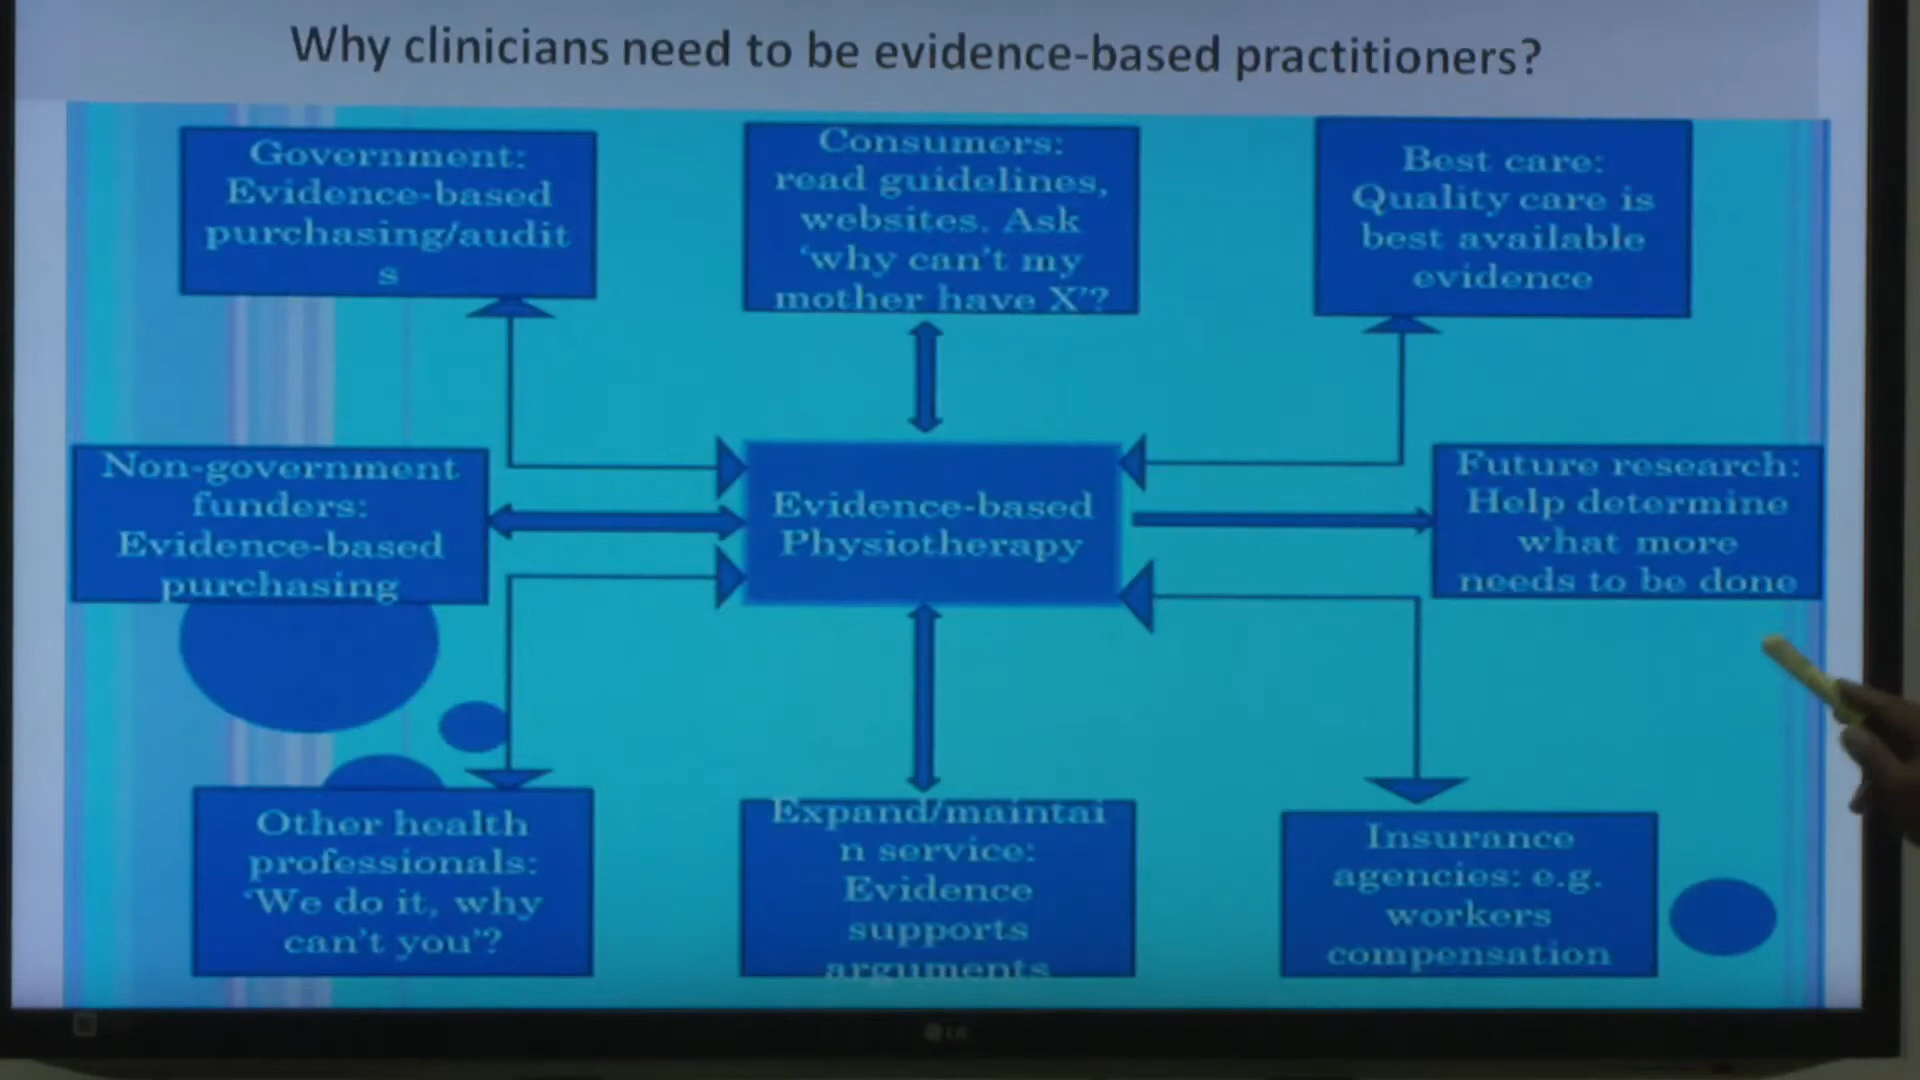 Why clinicians need to be evidence-based practitioners?
Government:
Evidence-based
purchasing/audit
s
Consumers:
read guidelines,
websites. Ask
‘why can’t my
mother have X’?
Best care:
Quality care is
best available
evidence
Non-government
funders:
Evidence-based
purchasing
Evidence-based
Physiotherapy
Future research:
Help determine
what more
needs to be done
Other health
professionals:
‘We do it, why
can’t you’?
Expand/maintai
n service:
Evidence
supports
arguments
Insurance
agencies: e.g.
workers
compensation
LG